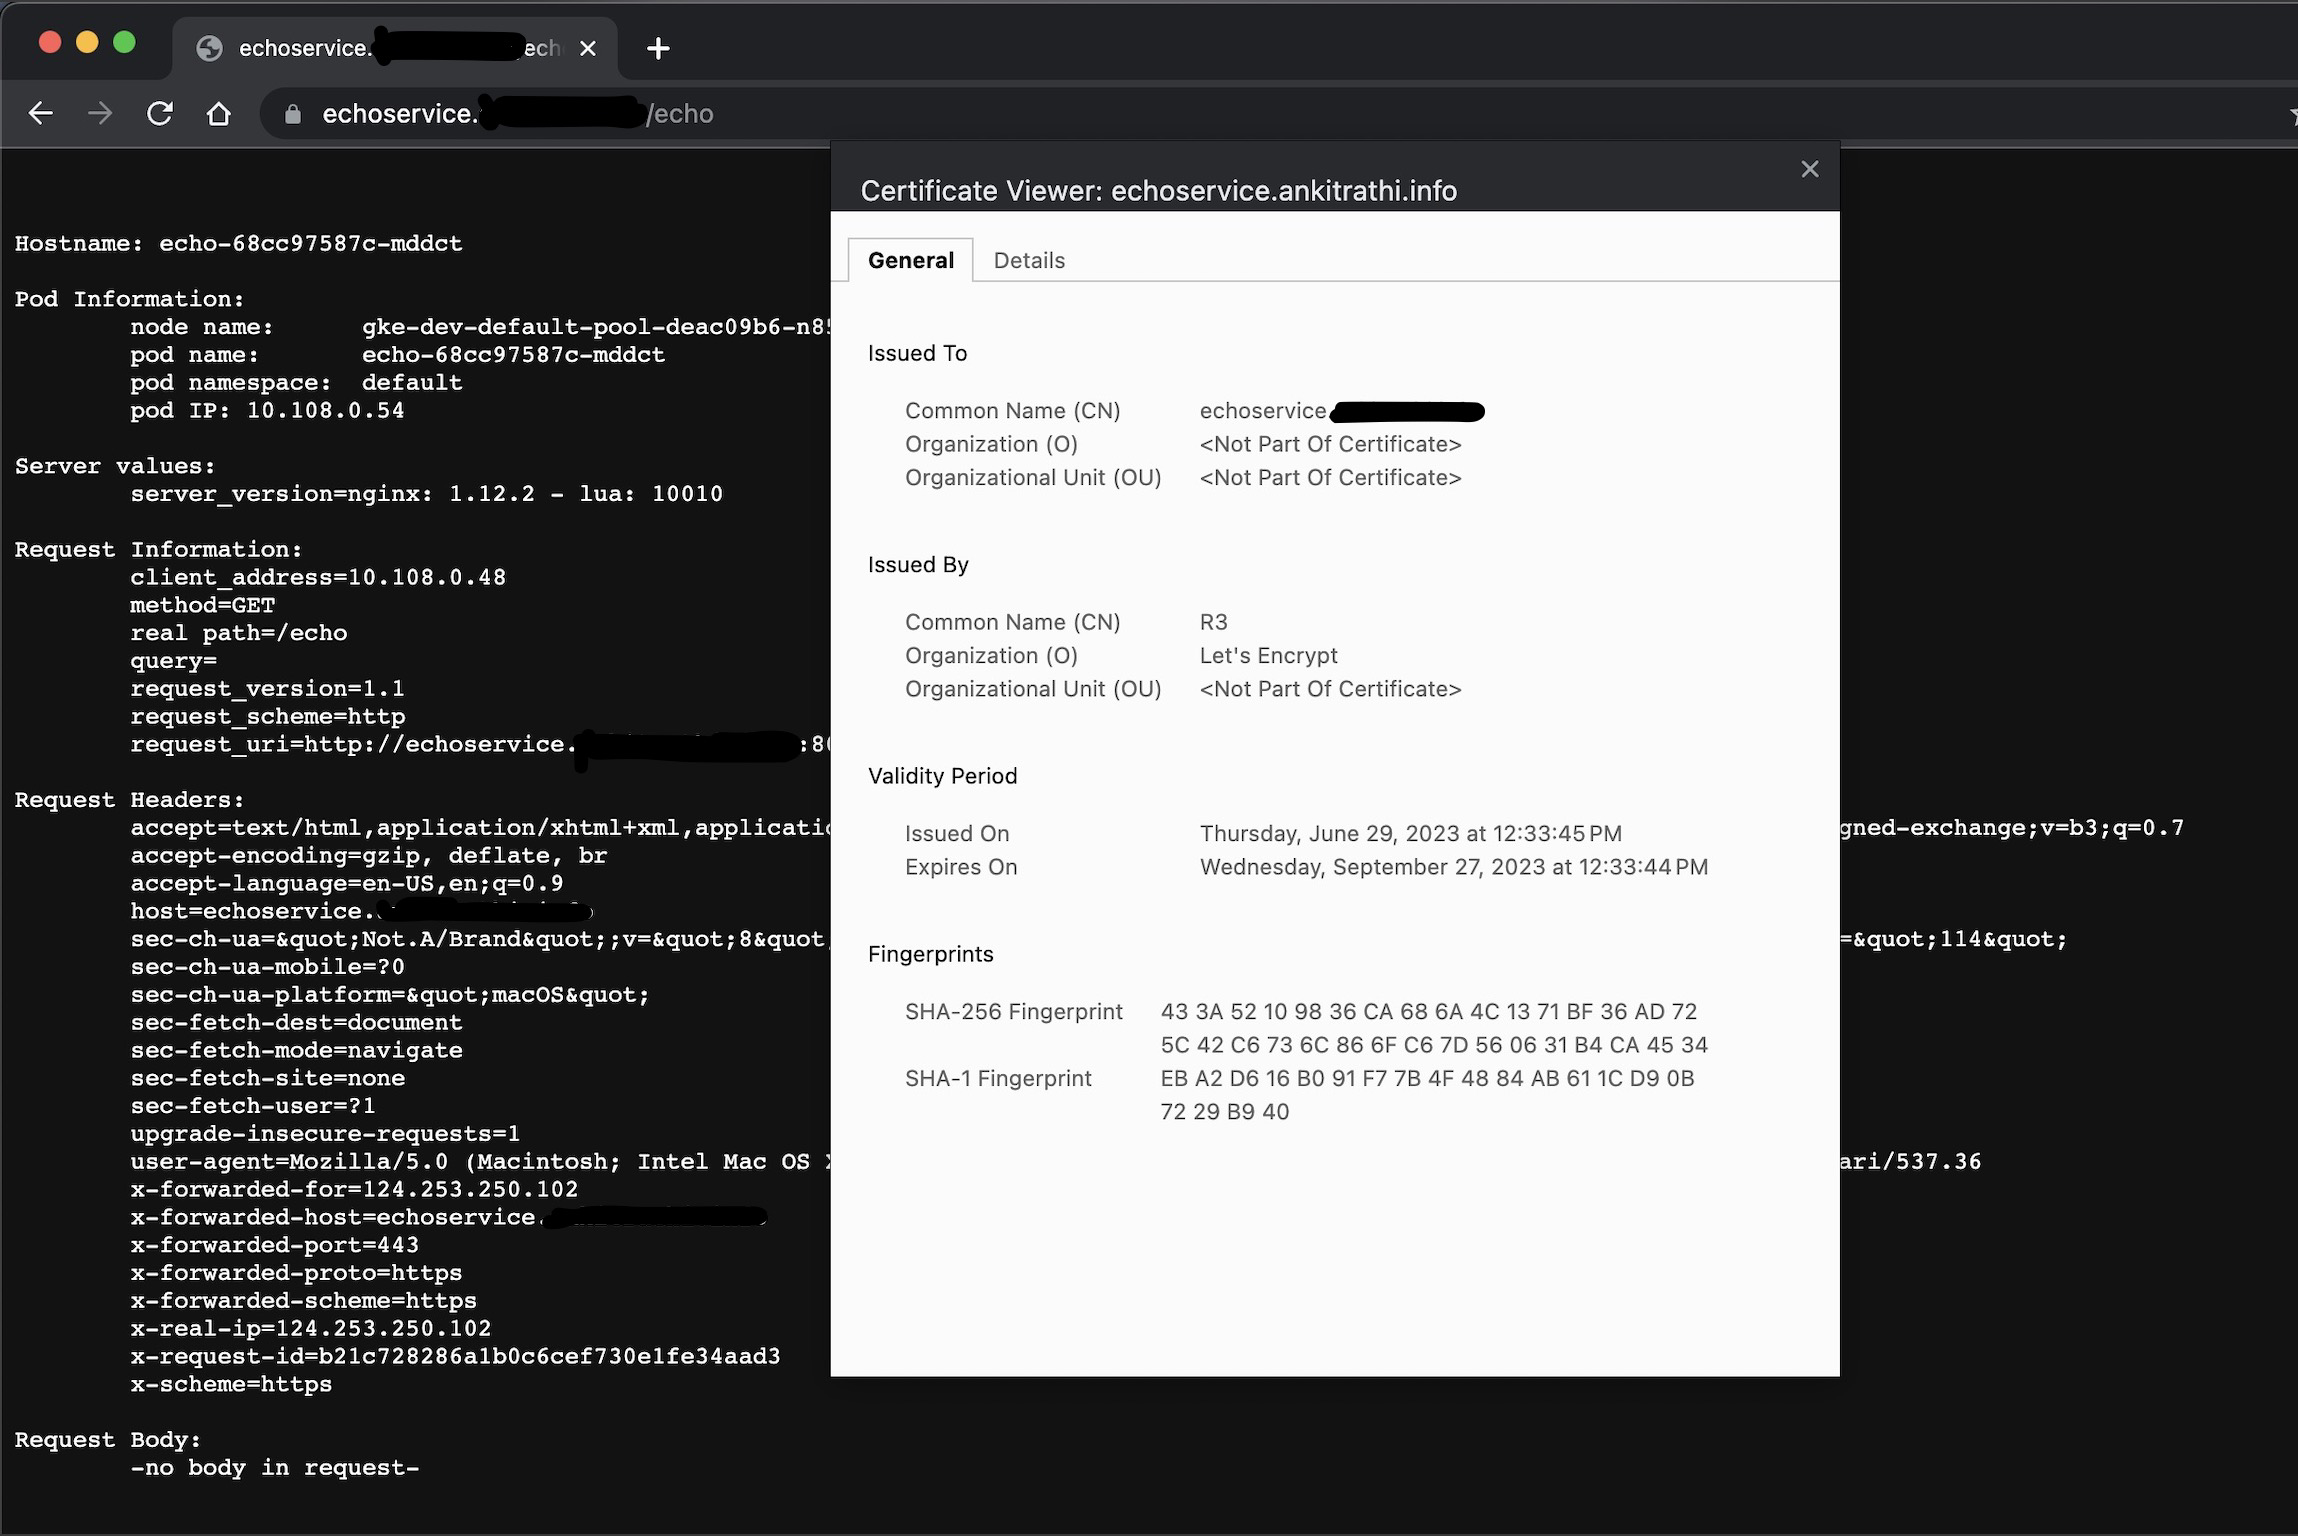 echoservice. ech
echoservice. /echo
Hostname: echo-68cc97587c-mddct
Pod Information:
node name: gke-dev-default-pool-deac09b6-n85
pod name: echo-68cc97587c-mddct
pod namespace: default
pod IP: 10.108.0.54
Server values:
server_version=nginx: 1.12.2 - lua: 10010
Request Information:
client_address=10.108.0.48
method=GET
real path=/echo
query=
request_version=1.1
request_scheme=http
request_uri=http://echoservice. :80
Request Headers:
accept=text/html,application/xhtml+xml,applicatio gned-exchange;v=b3;q=0.7
accept-encoding=gzip, deflate, br
accept-language=en-US,en;q=0.9
host=echoservice.
sec-ch-ua=&quot;Not.A/Brand&quot;;v=&quot;8&quot; =&quot;114&quot;
sec-ch-ua-mobile=?0
sec-ch-ua-platform=&quot;macOS&quot;
sec-fetch-dest=document
sec-fetch-mode=navigate
sec-fetch-site=none
sec-fetch-user=?1
upgrade-insecure-requests=1
user-agent=Mozilla/5.0 (Macintosh; Intel Mac OS ari/537.36
x-forwarded-for=124.253.250.102
x-forwarded-host=echoservice.
x-forwarded-port=443
x-forwarded-proto=https
x-forwarded-scheme=https
x-real-ip=124.253.250.102
x-request-id=b21c728286a1b0c6cef730e1fe34aad3
x-scheme=https
Request Body:
-no body in request-
Certificate Viewer: echoservice.ankitrathi.info
General Details
Issued To
Common Name (CN) echoservice
Organization (O) <Not Part Of Certificate>
Organizational Unit (OU) <Not Part Of Certificate>
Issued By
Common Name (CN) R3
Organization (O) Let's Encrypt
Organizational Unit (OU) <Not Part Of Certificate>
Validity Period
Issued On Thursday, June 29, 2023 at 12:33:45 PM
Expires On Wednesday, September 27, 2023 at 12:33:44 PM
Fingerprints
SHA-256 Fingerprint 43 3A 52 10 98 36 CA 68 6A 4C 13 71 BF 36 AD 72
5C 42 C6 73 6C 86 6F C6 7D 56 06 31 B4 CA 45 34
SHA-1 Fingerprint EB A2 D6 16 B0 91 F7 7B 4F 48 84 AB 61 1C D9 0B
72 29 B9 40